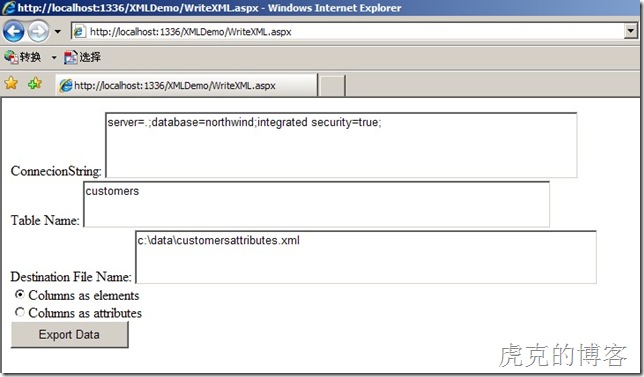 http://localhost:1336/XMLDemo/WriteXML.aspx - Windows Internet Explorer
http://localhost:1336/XMLDemo/WriteXML.aspx
转换 选择
http://localhost:1336/XMLDemo/WriteXML.aspx
server=.;database=northwind;integrated security=true;
ConnecionString:
customers
Table Name:
c:\data\customersattributes.xml
Destination File Name:
Columns as elements
Columns as attributes
Export Data
虎克的博客